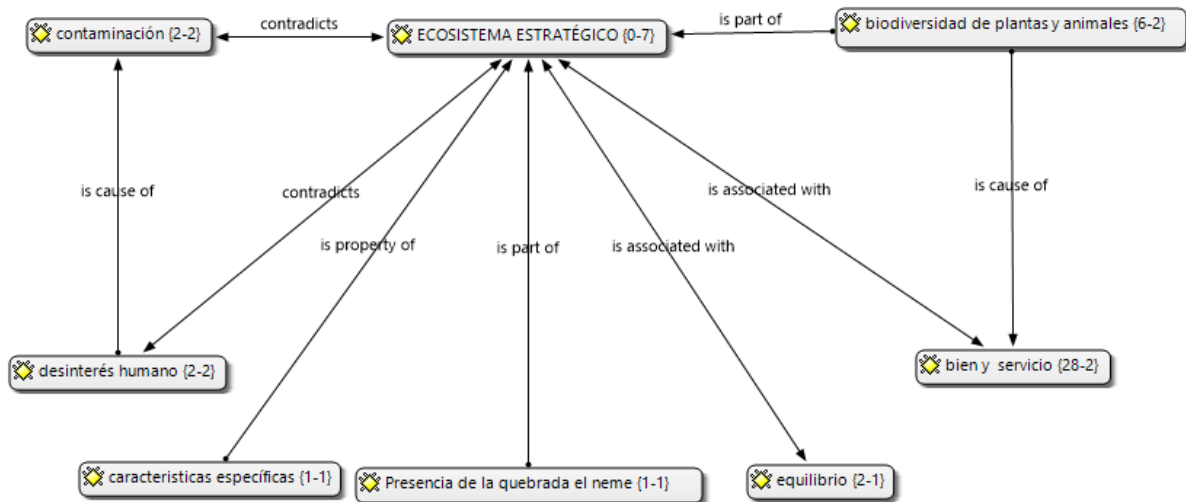 contaminación {2-2}
contradicts
ECOSISTEMA ESTRATÉGICO {0-7}
is part of
biodiversidad de plantas y animales {6-2}
is cause of
contradicts
is property of
is part of
is associated with
is associated with
is cause of
desinterés humano {2-2}
bien y servicio {28-2}
caracteristicas específicas {1-1}
Presencia de la quebrada el neme {1-1}
equilibrio {2-1}